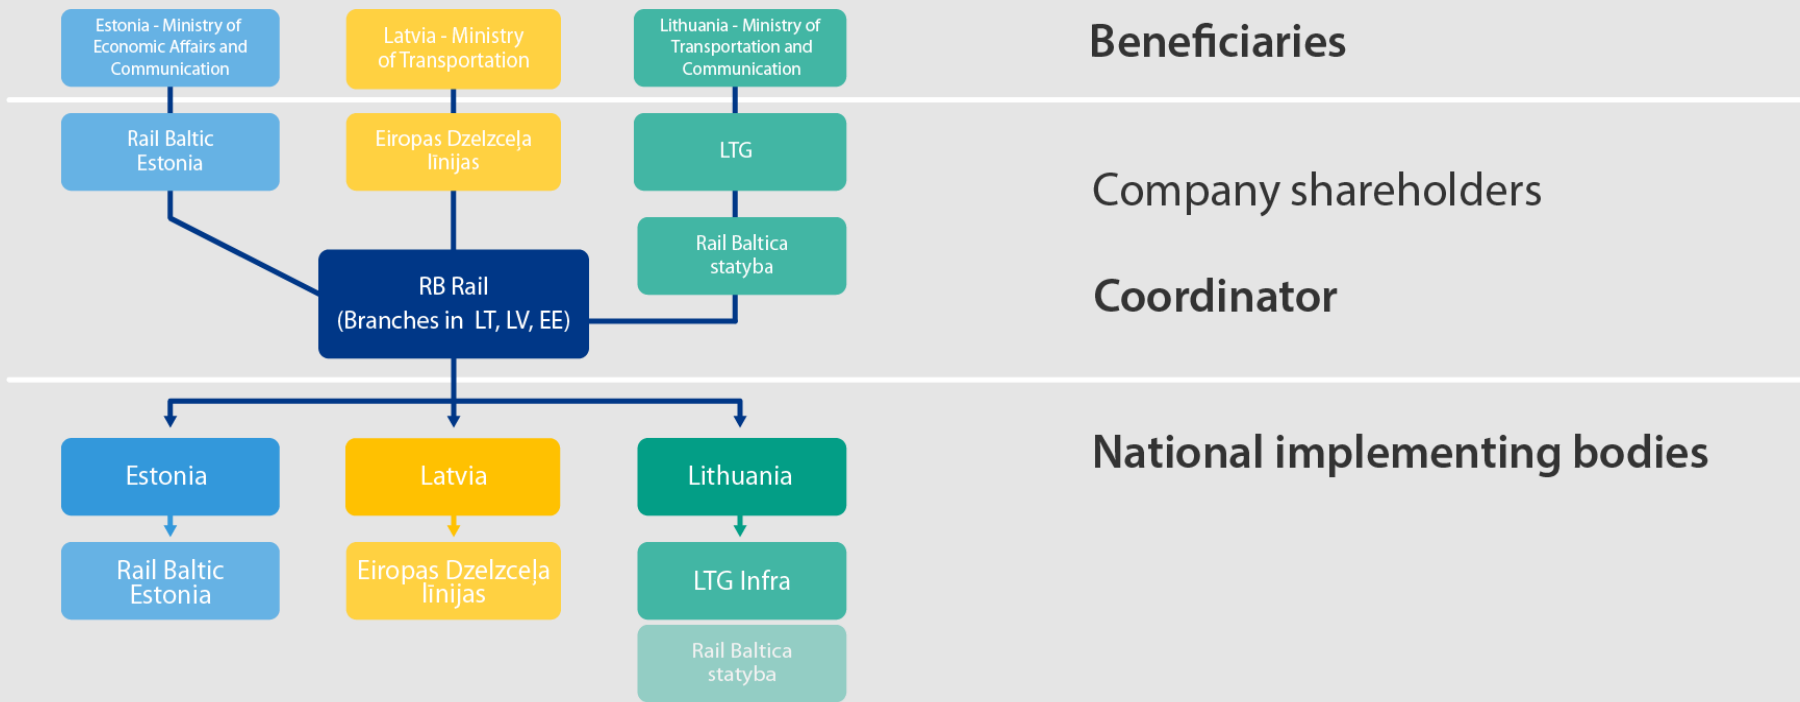 Estonia - Ministry of
Economic Affairs and
Communication
Latvia - Ministry
of Transportation
Lithuania - Ministry of
Transportation and
Communication
Beneficiaries
Rail Baltic
Estonia
Eiropas Dzelzceļa
līnijas
LTG
Company shareholders
Rail Baltica
statyba
RB Rail
(Branches in LT, LV, EE)
Coordinator
Estonia
Latvia
Lithuania
National implementing bodies
Rail Baltic
Estonia
Eiropas Dzelzceļa
līnijas
LTG Infra
Rail Baltica
statyba